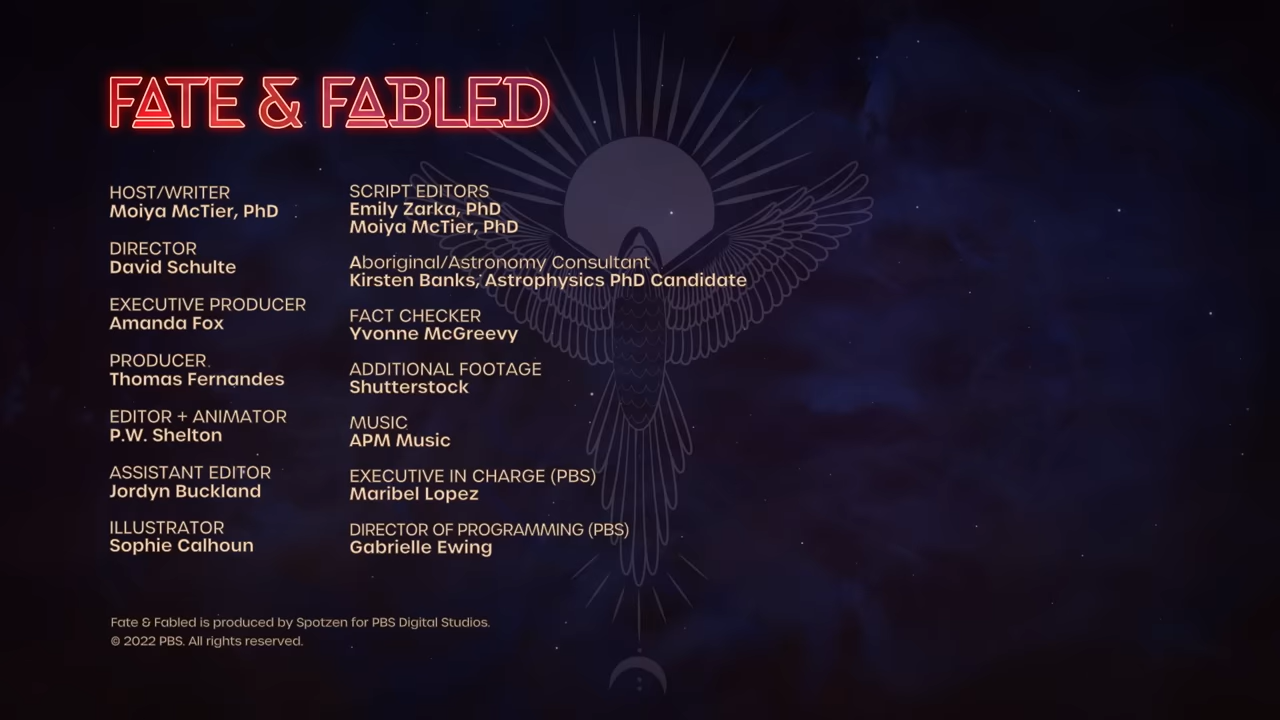 FATE & FABLED
HOST/WRITER
Moiya McTier, PhD
DIRECTOR
David Schulte
EXECUTIVE PRODUCER
Amanda Fox
PRODUCER
Thomas Fernandes
EDITOR + ANIMATOR
P.W. Shelton
ASSISTANT EDITOR
Jordyn Buckland
ILLUSTRATOR
Sophie Calhoun
SCRIPT EDITORS
Emily Zarka, PhD
Moiya McTier, PhD
Aboriginal/Astronomy Consultant
Kirsten Banks, Astrophysics PhD Candidate
FACT CHECKER
Yvonne McGreevy
ADDITIONAL FOOTAGE
Shutterstock
MUSIC
APM Music
EXECUTIVE IN CHARGE (PBS)
Maribel Lopez
DIRECTOR OF PROGRAMMING (PBS)
Gabrielle Ewing
Fate & Fabled is produced by Spotzen for PBS Digital Studios.
© 2022 PBS. All rights reserved.